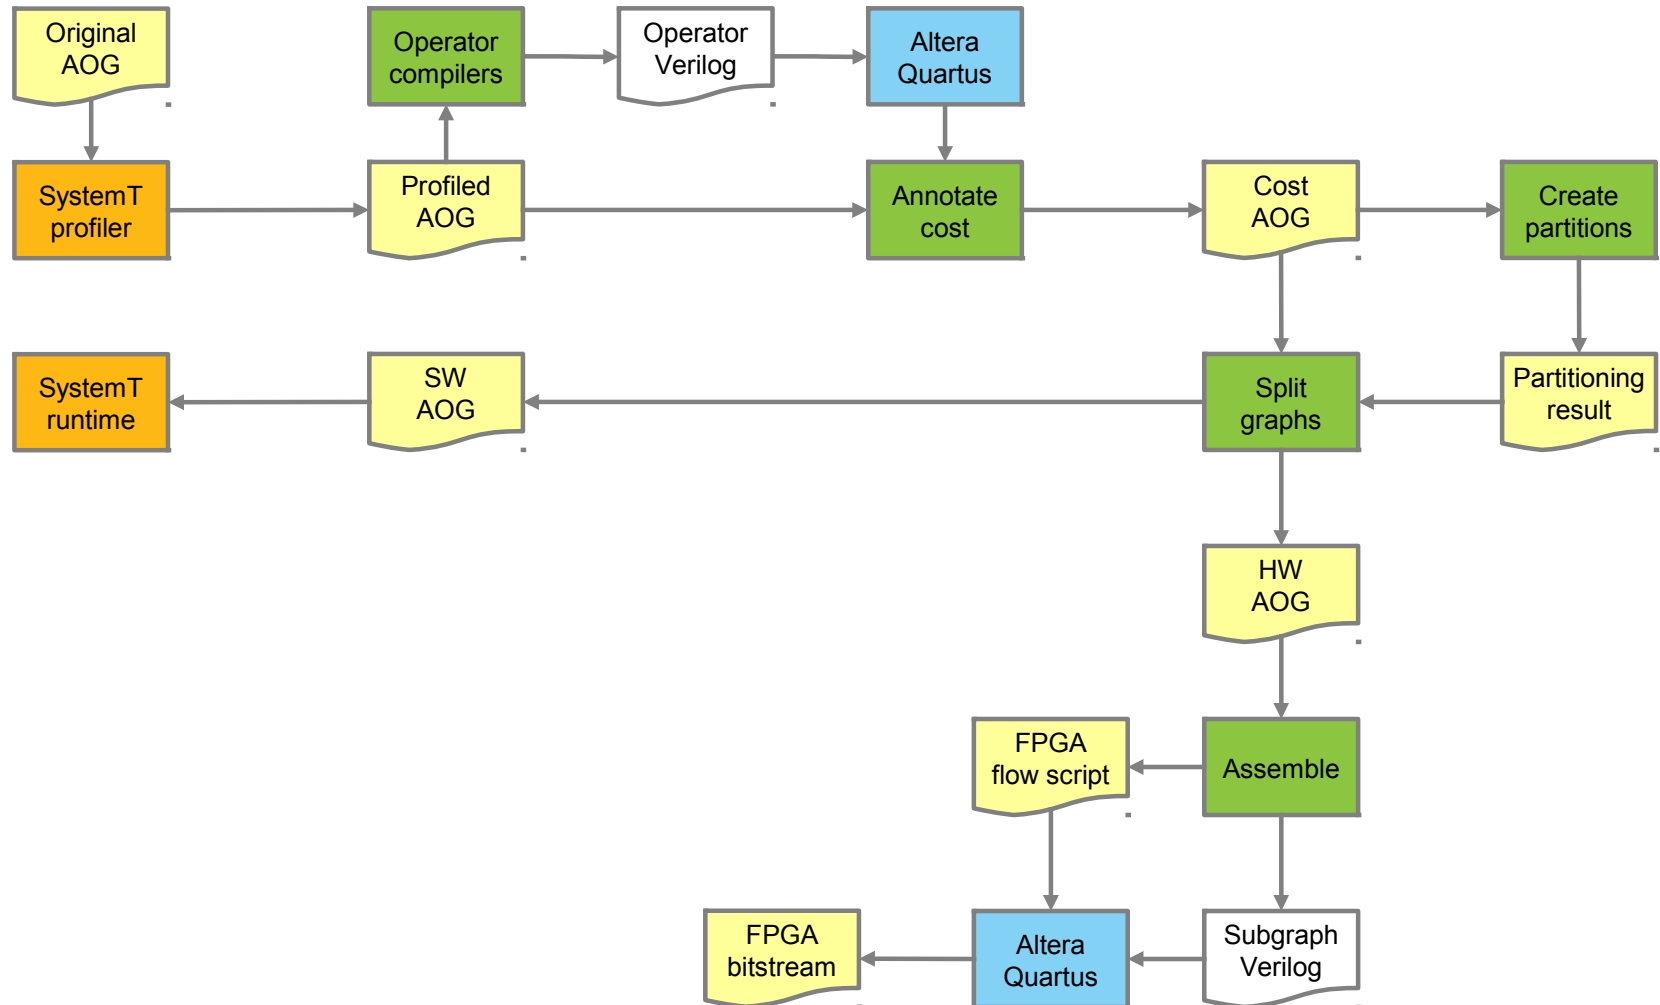 Original
AOG
Operator
compilers
Operator
Verilog
Altera
Quartus
SystemT
profiler
Profiled
AOG
Annotate
cost
Cost
AOG
Create
partitions
SystemT
runtime
SW
AOG
Split
graphs
Partitioning
result
HW
AOG
FPGA
flow script
Assemble
FPGA
bitstream
Altera
Quartus
Subgraph
Verilog